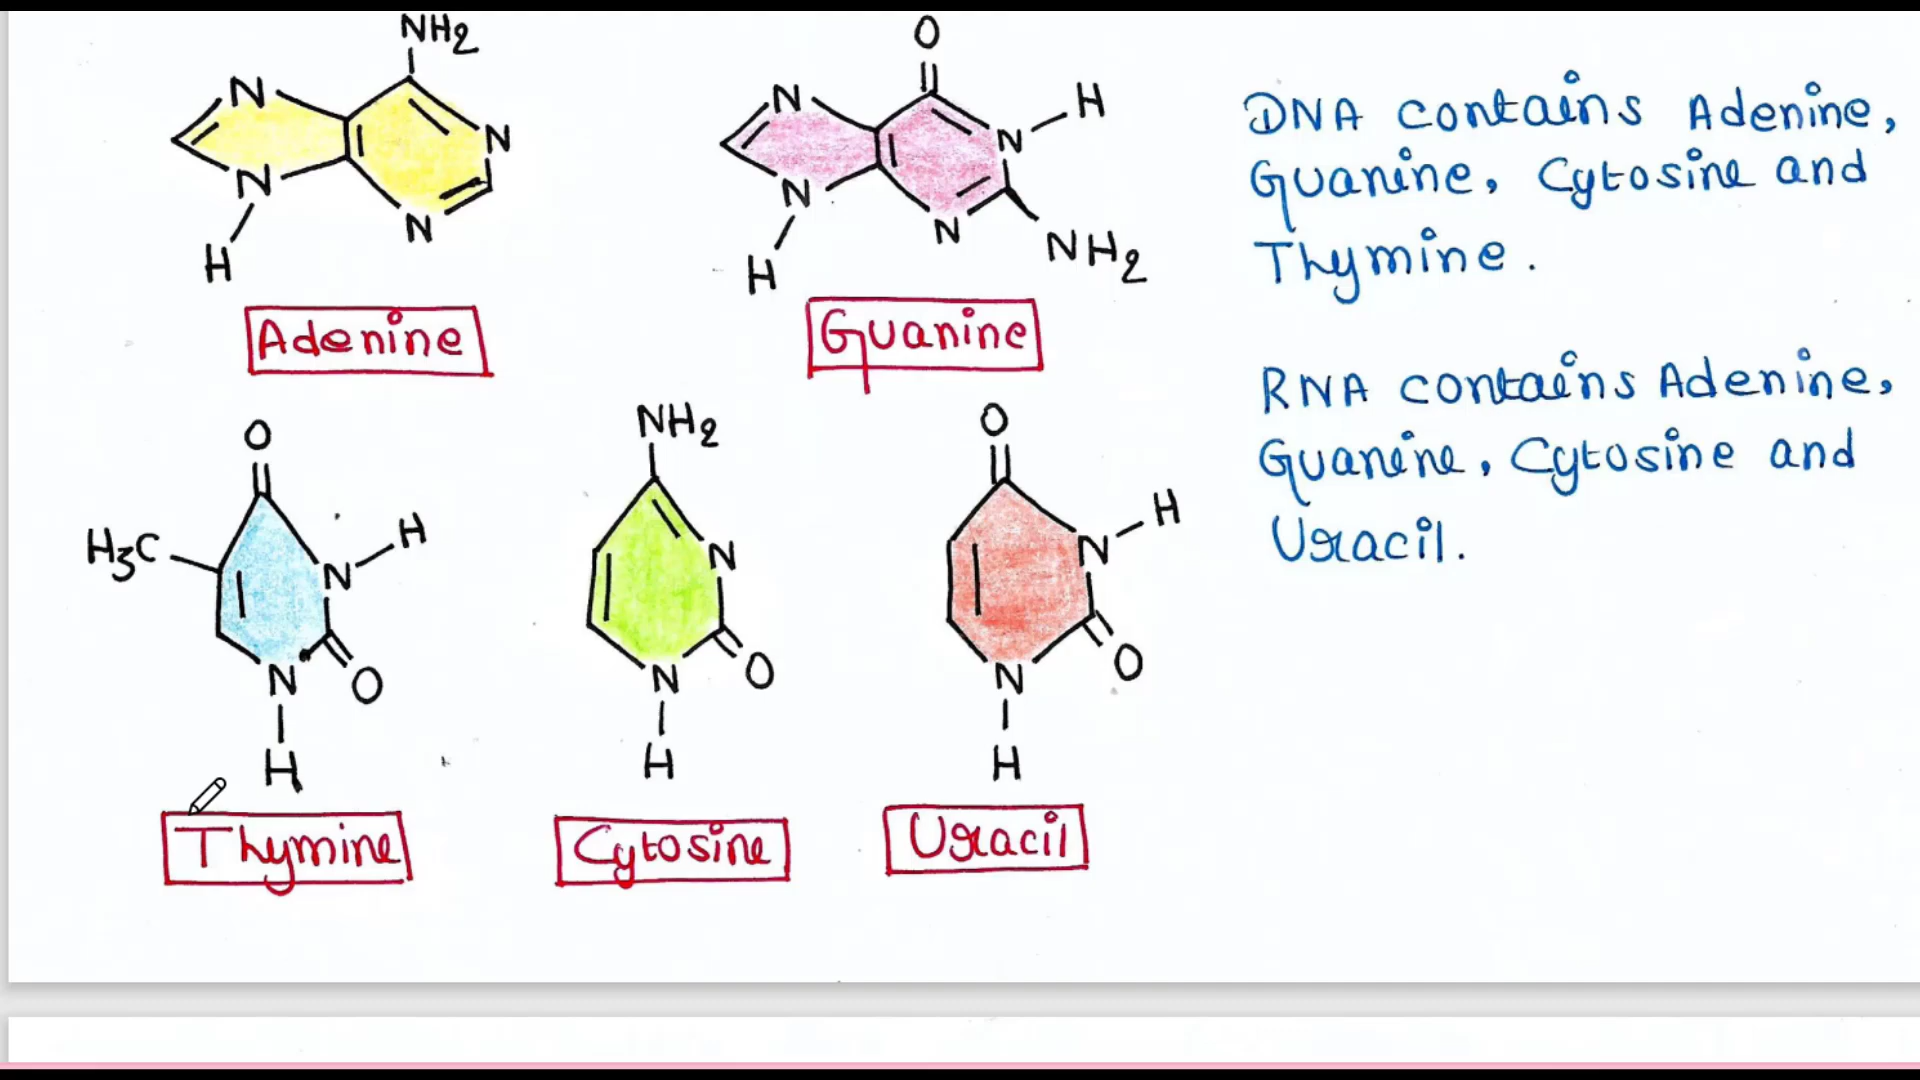 NH2
N
N
N
N
H
Adenine
O
N
H
N
N
N
NH2
H
Guanine
DNA contains Adenine,
Guanine, Cytosine and
Thymine.
RNA contains Adenine,
Guanine, Cytosine and
Uracil.
O
H3C
H
N
N
O
H
Thymine
NH2
N
N
O
H
Cytosine
O
H
N
N
O
H
Uracil